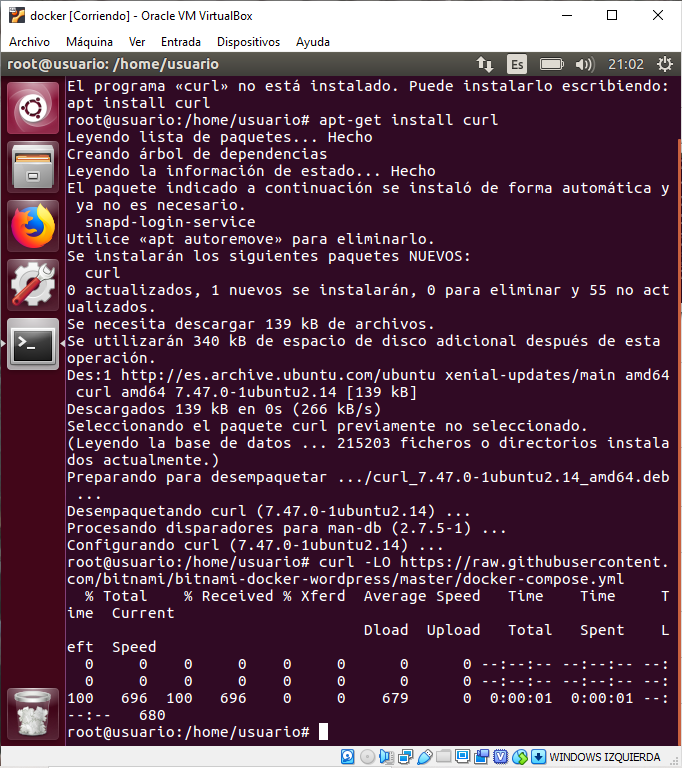 docker [Corriendo] - Oracle VM VirtualBox
Archivo Máquina Ver Entrada Dispositivos Ayuda
root@usuario: /home/usuario Es 21:02
El programa «curl» no está instalado. Puede instalarlo escribiendo:
apt install curl
root@usuario:/home/usuario# apt-get install curl
Leyendo lista de paquetes... Hecho
Creando árbol de dependencias
Leyendo la información de estado... Hecho
El paquete indicado a continuación se instaló de forma automática y
 ya no es necesario.
  snapd-login-service
Utilice «apt autoremove» para eliminarlo.
Se instalarán los siguientes paquetes NUEVOS:
  curl
0 actualizados, 1 nuevos se instalarán, 0 para eliminar y 55 no act
ualizados.
Se necesita descargar 139 kB de archivos.
Se utilizarán 340 kB de espacio de disco adicional después de esta
operación.
Des:1 http://es.archive.ubuntu.com/ubuntu xenial-updates/main amd64
 curl amd64 7.47.0-1ubuntu2.14 [139 kB]
Descargados 139 kB en 0s (266 kB/s)
Seleccionando el paquete curl previamente no seleccionado.
(Leyendo la base de datos ... 215203 ficheros o directorios instala
dos actualmente.)
Preparando para desempaquetar .../curl_7.47.0-1ubuntu2.14_amd64.deb
 ...
Desempaquetando curl (7.47.0-1ubuntu2.14) ...
Procesando disparadores para man-db (2.7.5-1) ...
Configurando curl (7.47.0-1ubuntu2.14) ...
root@usuario:/home/usuario# curl -LO https://raw.githubusercontent.
com/bitnami/bitnami-docker-wordpress/master/docker-compose.yml
  % Total    % Received % Xferd  Average Speed   Time    Time     T
ime  Current
                                 Dload  Upload   Total   Spent    L
eft  Speed
  0     0    0     0    0     0      0      0 --:--:-- --:--:-- --:
  0     0    0     0    0     0      0      0 --:--:-- --:--:-- --:
100   696  100   696    0     0    679      0  0:00:01  0:00:01 --:
--:--   680
root@usuario:/home/usuario#
WINDOWS IZQUIERDA